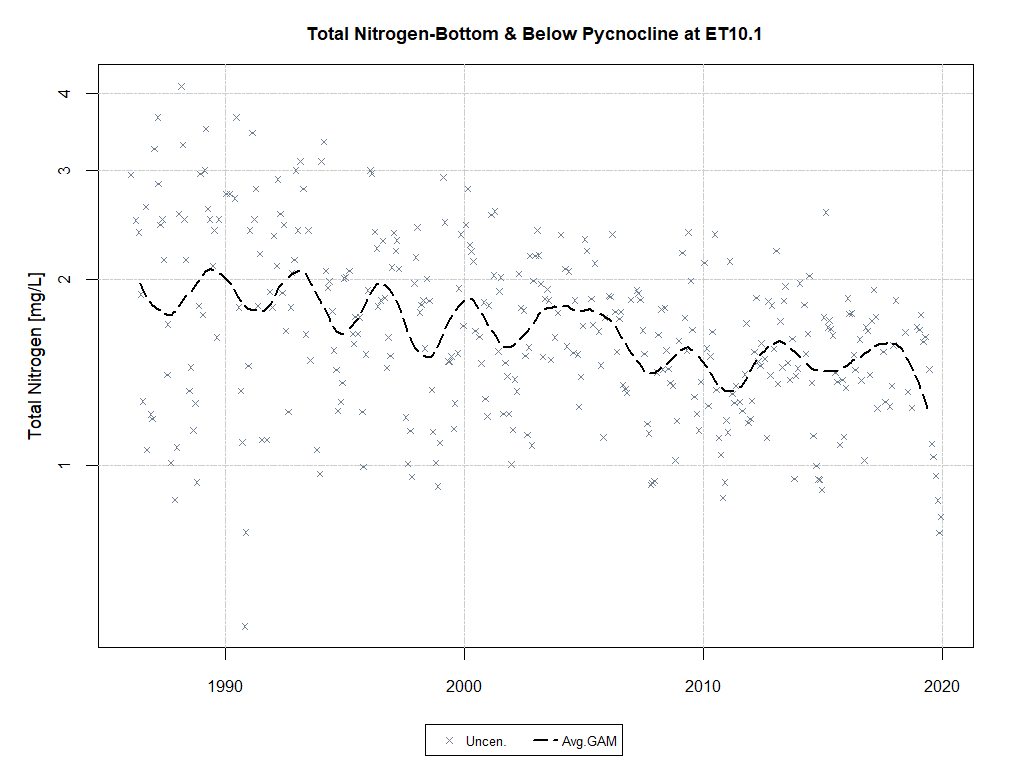 Total Nitrogen-Bottom & Below Pycnocline at ET10.1
Total Nitrogen [mg/L]
4
3
2
1
1990 2000 2010 2020
Uncen. Avg.GAM